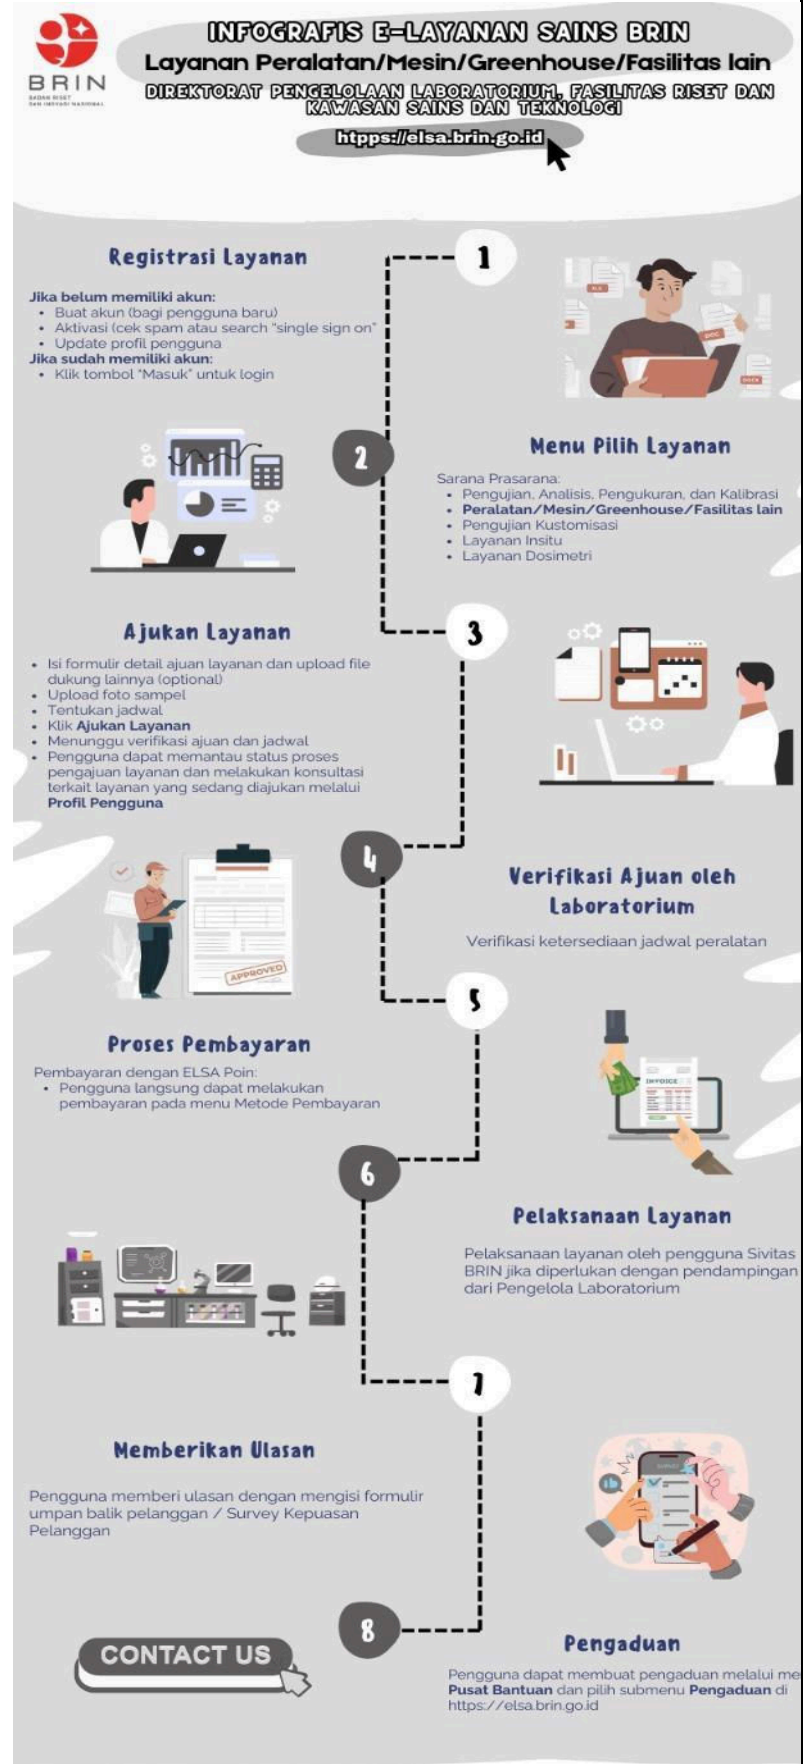 INFOGRAFIS E-LAYANAN SAINS BRIN
Layanan Peralatan/Mesin/Greenhouse/Fasilitas lain
DIREKTORAT PENGELOLAAN LABORATORIUM, FASILITAS RISET DAN
KAWASAN SAINS DAN TEKNOLOGI
htpps://elsa.brin.go.id
BRIN
BADAN RISET
DAN INOVASI NASIONAL
1
Registrasi Layanan
Jika belum memiliki akun:
• Buat akun (bagi pengguna baru)
• Aktivasi (cek spam atau search "single sign on"
• Update profil pengguna
Jika sudah memiliki akun:
• Klik tombol "Masuk" untuk login
2
Menu Pilih Layanan
Sarana Prasarana:
• Pengujian, Analisis, Pengukuran, dan Kalibrasi
• Peralatan/Mesin/Greenhouse/Fasilitas lain
• Pengujian Kustomisasi
• Layanan Insitu
• Layanan Dosimetri
3
Ajukan Layanan
• Isi formulir detail ajuan layanan dan upload file
dukung lainnya (optional)
• Upload foto sampel
• Tentukan jadwal
• Klik Ajukan Layanan
• Menunggu verifikasi ajuan dan jadwal
• Pengguna dapat memantau status proses
pengajuan layanan dan melakukan konsultasi
terkait layanan yang sedang diajukan melalui
Profil Pengguna
4
Verifikasi Ajuan oleh
Laboratorium
Verifikasi ketersediaan jadwal peralatan
APPROVED
5
Proses Pembayaran
Pembayaran dengan ELSA Poin:
• Pengguna langsung dapat melakukan
pembayaran pada menu Metode Pembayaran
INVOICE
6
Pelaksanaan Layanan
Pelaksanaan layanan oleh pengguna Sivitas
BRIN jika diperlukan dengan pendampingan
dari Pengelola Laboratorium
7
Memberikan Ulasan
Pengguna memberi ulasan dengan mengisi formulir
umpan balik pelanggan / Survey Kepuasan
Pelanggan
8
Pengaduan
Pengguna dapat membuat pengaduan melalui me
Pusat Bantuan dan pilih submenu Pengaduan di
https://elsa.brin.go.id
CONTACT US